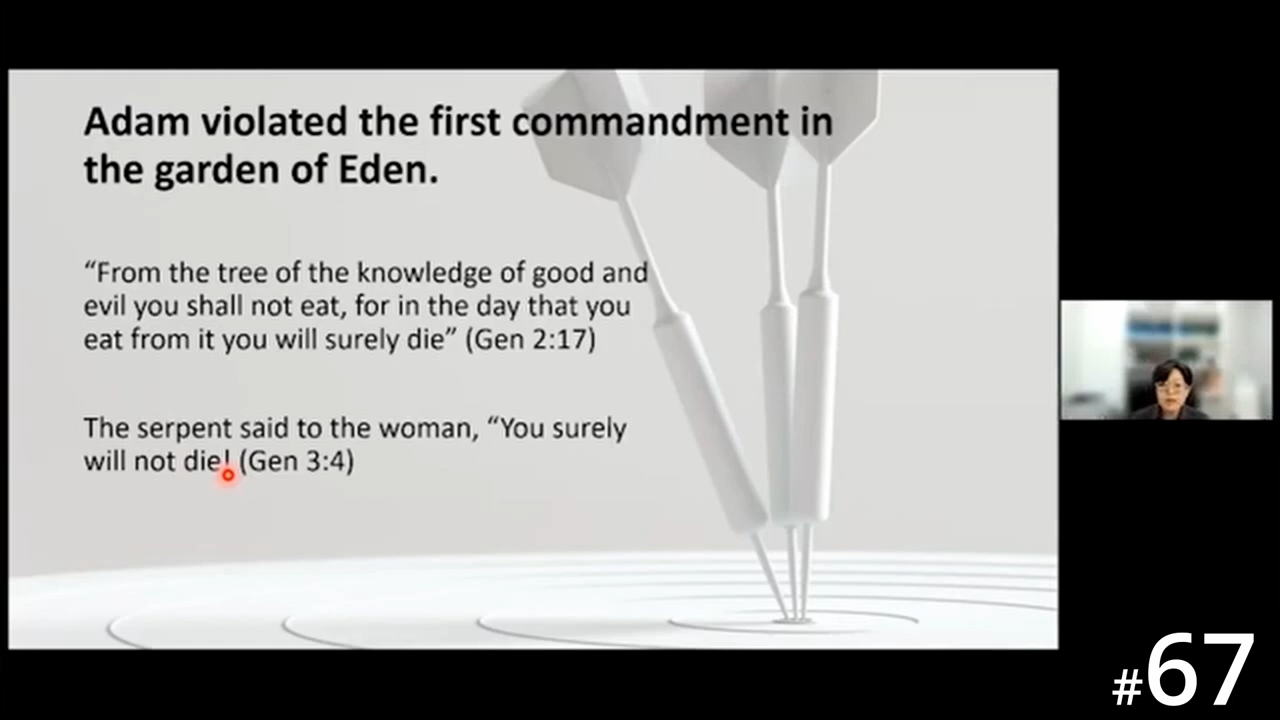 Adam violated the first commandment in
the garden of Eden.
“From the tree of the knowledge of good and
evil you shall not eat, for in the day that you
eat from it you will surely die” (Gen 2:17)
The serpent said to the woman, “You surely
will not die! (Gen 3:4)
#67